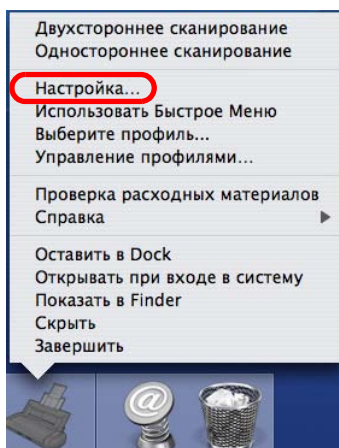 Двухстороннее сканирование
Одностороннее сканирование
Настройка...
Использовать Быстрое Меню
Выберите профиль...
Управление профилями...
Проверка расходных материалов
Справка
Оставить в Dock
Открывать при входе в систему
Показать в Finder
Скрыть
Завершить
@